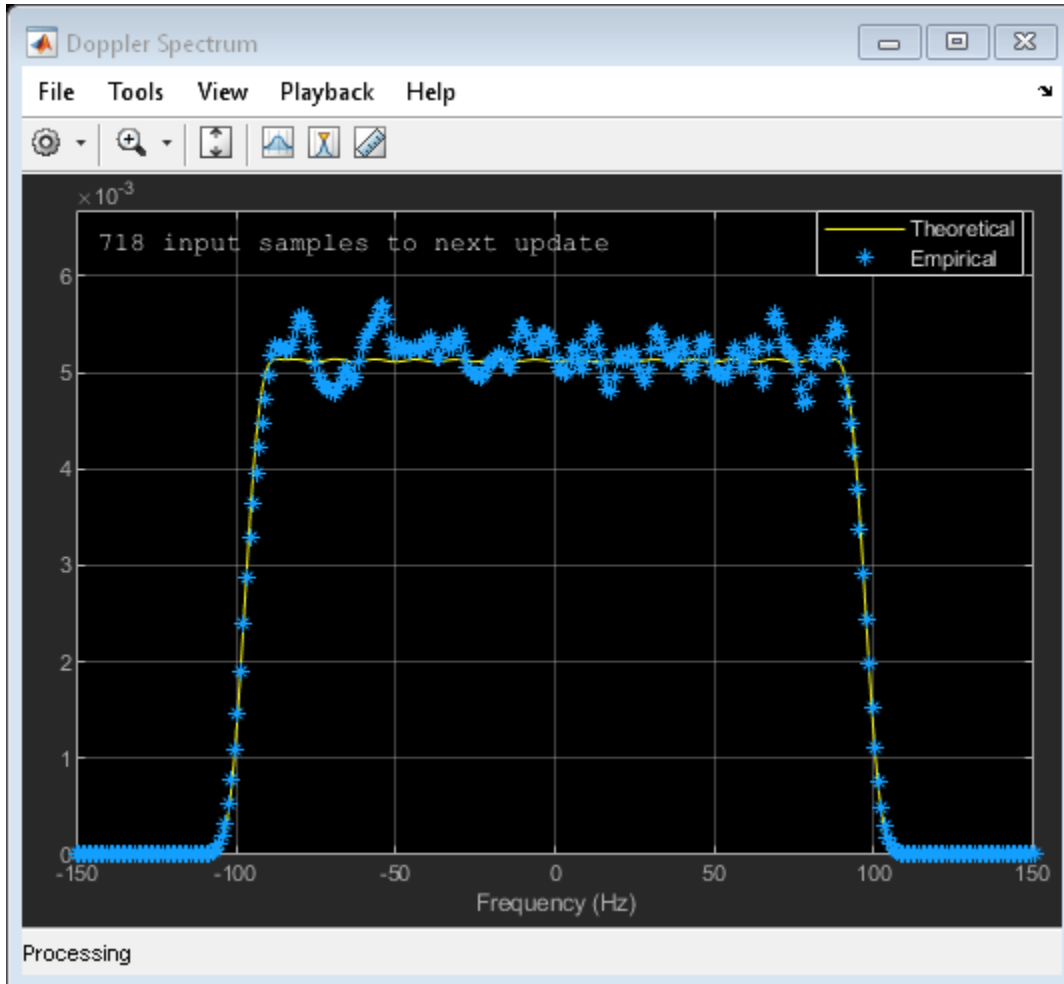 Doppler Spectrum
File Tools View Playback Help
×10-3
718 input samples to next update
Theoretical
Empirical
6
5
4
3
2
1
0
-150 -100 -50 0 50 100 150
Frequency (Hz)
Processing